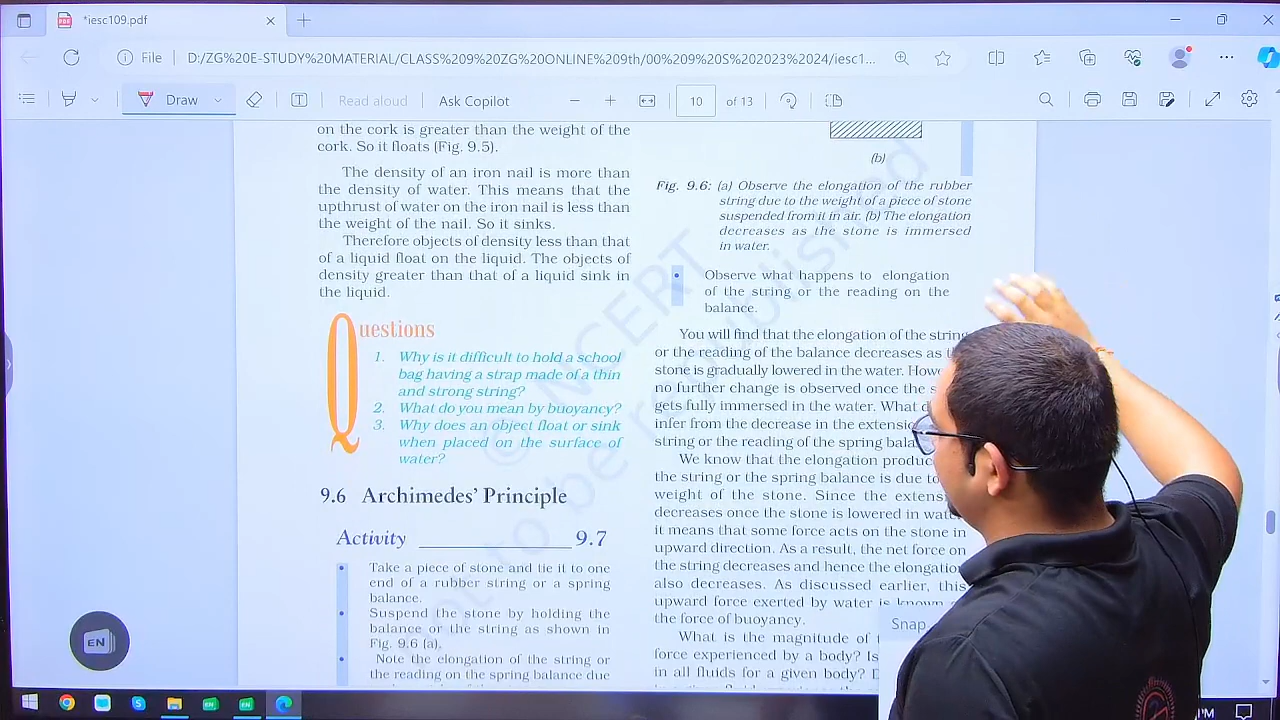 *iesc109.pdf
File
D:/ZG%20E-STUDY%20MATERIAL/CLASS%209%20ZG%20ONLINE%209th/00%209%20S%202023%2024/iesc1...
Draw
Read aloud
Ask Copilot
10
of 13
on the cork is greater than the weight of the
cork. So it floats (Fig. 9.5).
The density of an iron nail is more than
the density of water. This means that the
upthrust of water on the iron nail is less than
the weight of the nail. So it sinks.
Therefore objects of density less than that
of a liquid float on the liquid. The objects of
density greater than that of a liquid sink in
the liquid.
Questions
1. Why is it difficult to hold a school
bag having a strap made of a thin
and strong string?
2. What do you mean by buoyancy?
3. Why does an object float or sink
when placed on the surface of
water?
9.6 Archimedes' Principle
Activity 9.7
Take a piece of stone and tie it to one
end of a rubber string or a spring
balance.
Suspend the stone by holding the
balance or the string as shown in
Fig. 9.6 (a).
Note the elongation of the string or
the reading on the spring balance due
(b)
Fig. 9.6: (a) Observe the elongation of the rubber
string due to the weight of a piece of stone
suspended from it in air. (b) The elongation
decreases as the stone is immersed
in water.
Observe what happens to elongation
of the string or the reading on the
balance.
You will find that the elongation of the string
or the reading of the balance decreases as
stone is gradually lowered in the water.
no further change is observed once the
gets fully immersed in the water. What
infer from the decrease in the
string or the reading of the spring
We know that the elongation
the string or the spring balance is due to
weight of the stone. Since the
decreases once the stone is lowered in water
it means that some force acts on the stone in
upward direction. As a result, the net force on
the string decreases and hence the elongation
also decreases. As discussed earlier, this
upward force exerted by water is known
the force of buoyancy.
What is the magnitude of
force experienced by a body? Is
in all fluids for a given body?
Snap
EN
© NCERT
not to be republished
PM